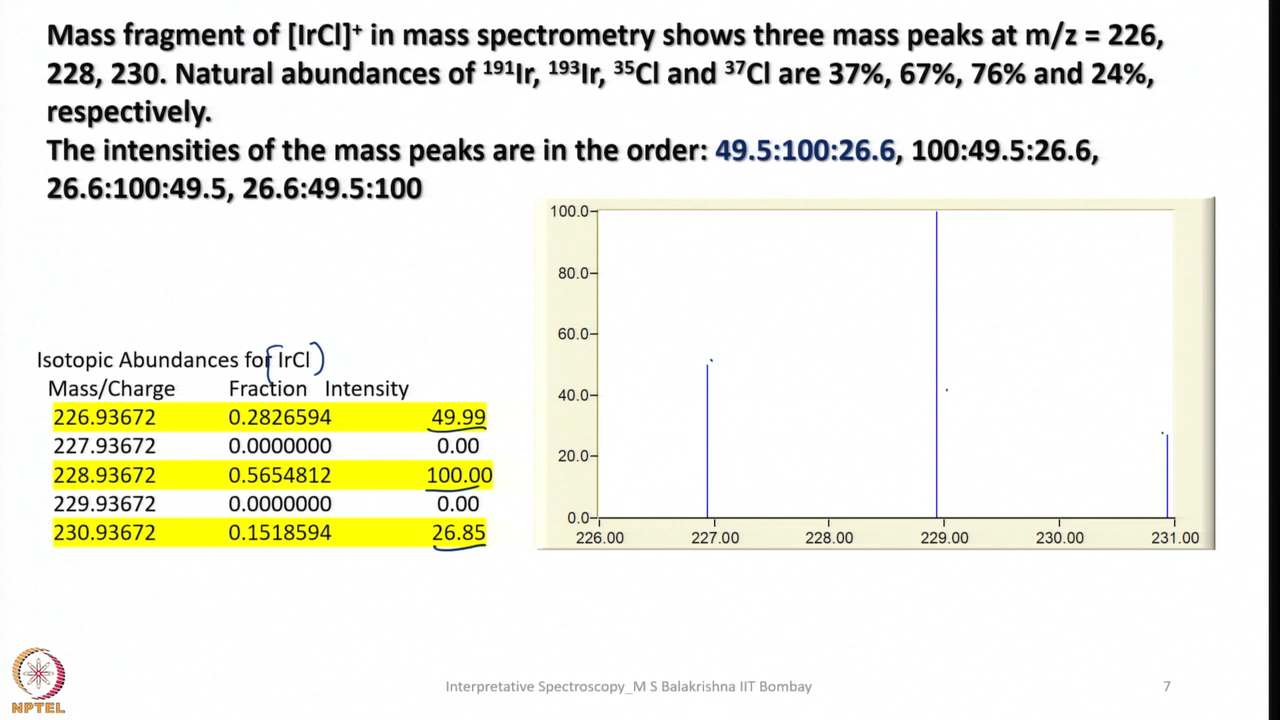 Mass fragment of [IrCl]⁺ in mass spectrometry shows three mass peaks at m/z = 226,
228, 230. Natural abundances of ¹⁹¹Ir, ¹⁹³Ir, ³⁵Cl and ³⁷Cl are 37%, 67%, 76% and 24%,
respectively.
The intensities of the mass peaks are in the order: 49.5:100:26.6, 100:49.5:26.6,
26.6:100:49.5, 26.6:49.5:100
Isotopic Abundances for IrCl
Mass/Charge Fraction Intensity
226.93672 0.2826594 49.99
227.93672 0.0000000 0.00
228.93672 0.5654812 100.00
229.93672 0.0000000 0.00
230.93672 0.1518594 26.85
100.0
80.0
60.0
40.0
20.0
0.0
226.00 227.00 228.00 229.00 230.00 231.00
NPTEL
Interpretative Spectroscopy_M S Balakrishna IIT Bombay
7